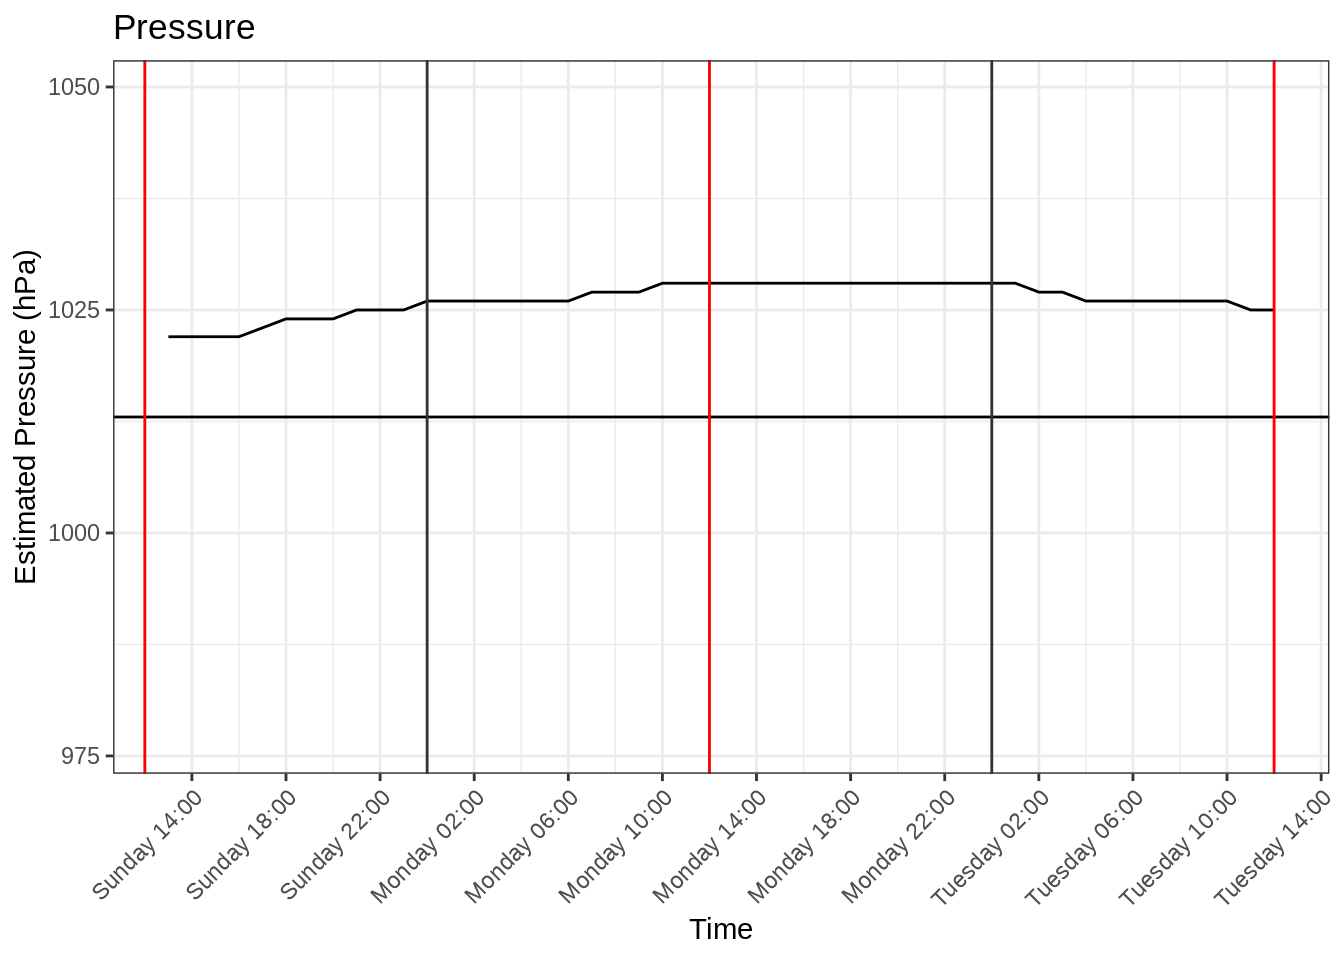 Pressure
Estimated Pressure (hPa)
1050
1025
1000
975
Sunday 14:00
Sunday 18:00
Sunday 22:00
Monday 02:00
Monday 06:00
Monday 10:00
Monday 14:00
Monday 18:00
Monday 22:00
Tuesday 02:00
Tuesday 06:00
Tuesday 10:00
Tuesday 14:00
Time